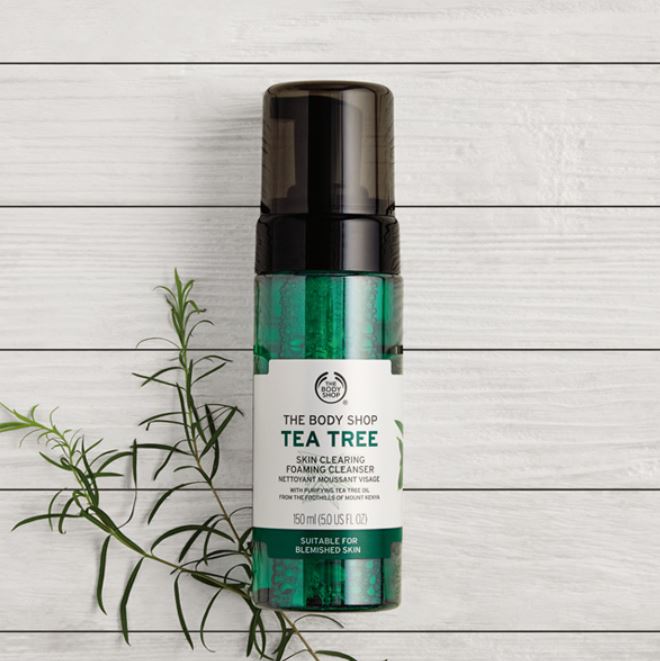 THE
BODY
SHOP
®
THE BODY SHOP
TEA TREE
SKIN CLEARING
FOAMING CLEANSER
NETTOYANT MOUSSANT VISAGE
WITH PURIFYING TEA TREE OIL
FROM THE FOOTHILLS OF MOUNT KENYA
150 ml (5.0 US FL OZ)
SUITABLE FOR
BLEMISHED SKIN